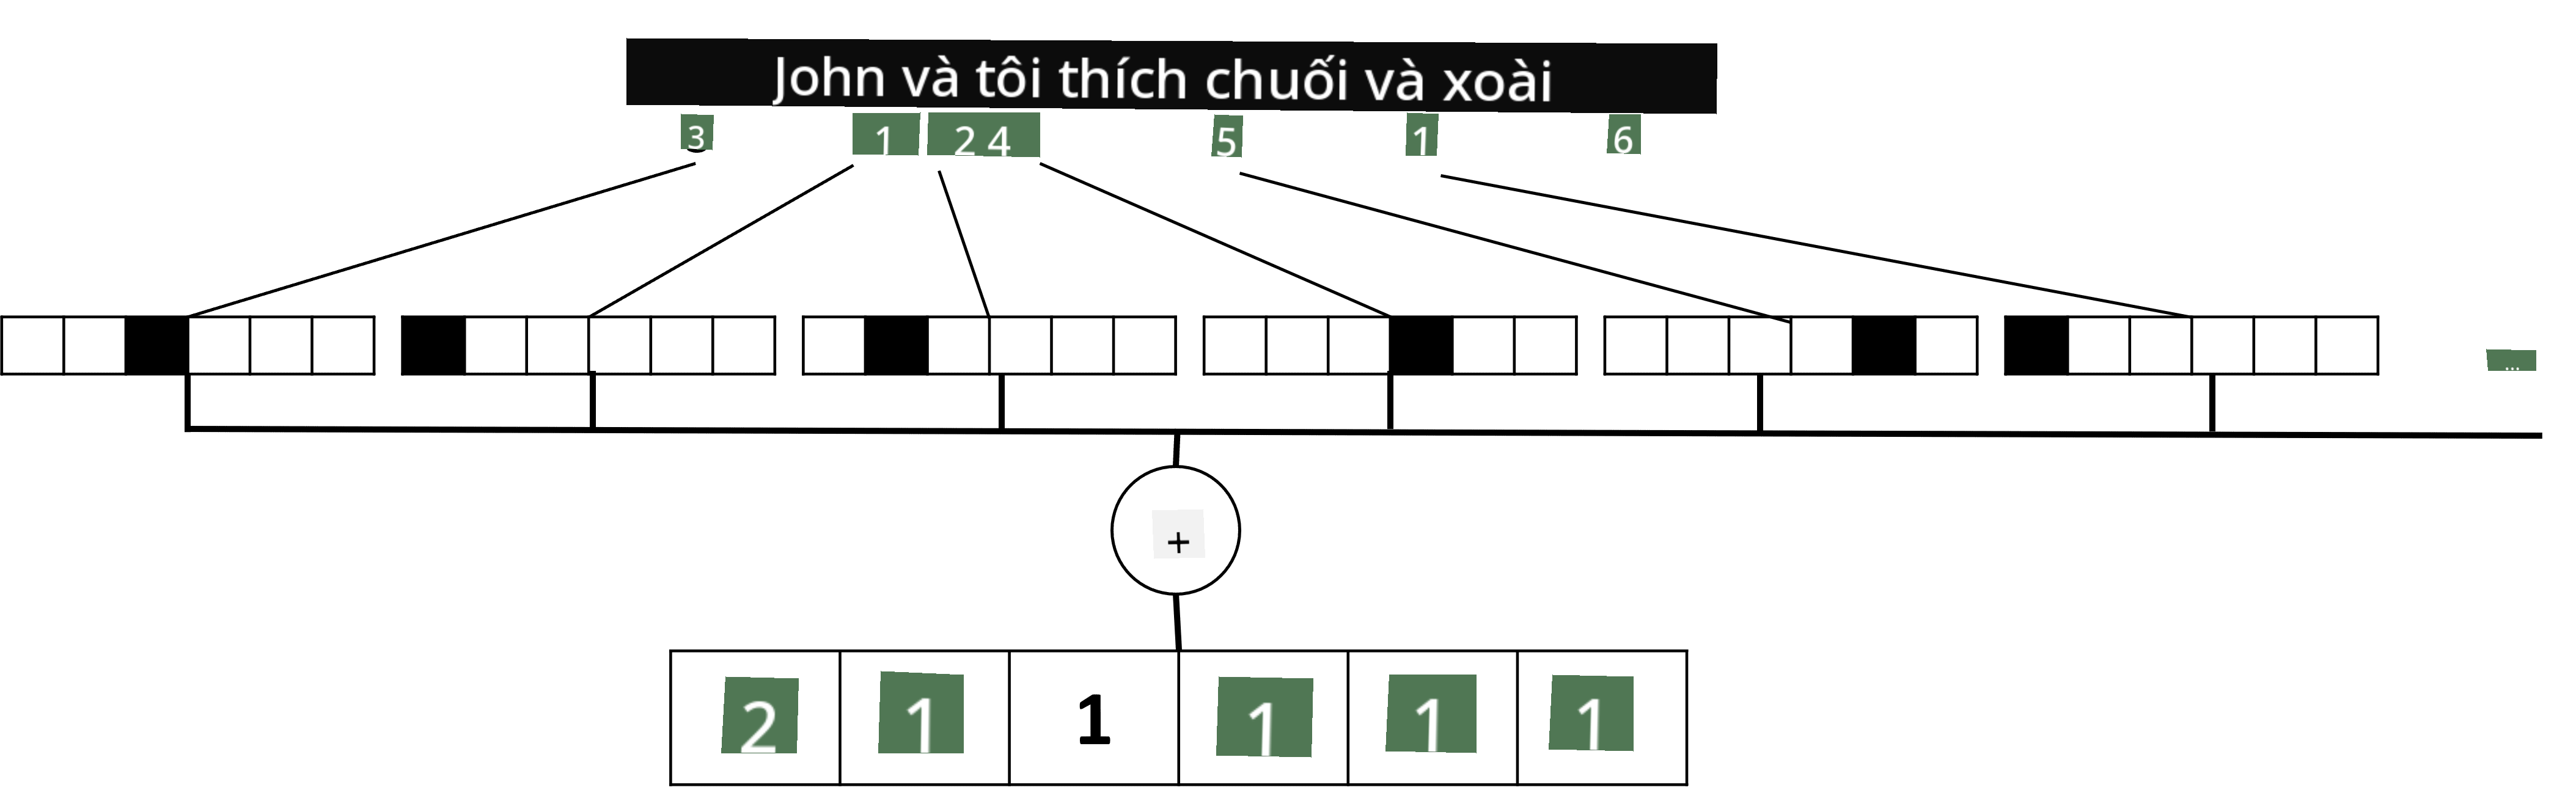 John và tôi thích chuối và xoài
3 1 2 4 5 1 6
...
+
2 1 1 1 1 1